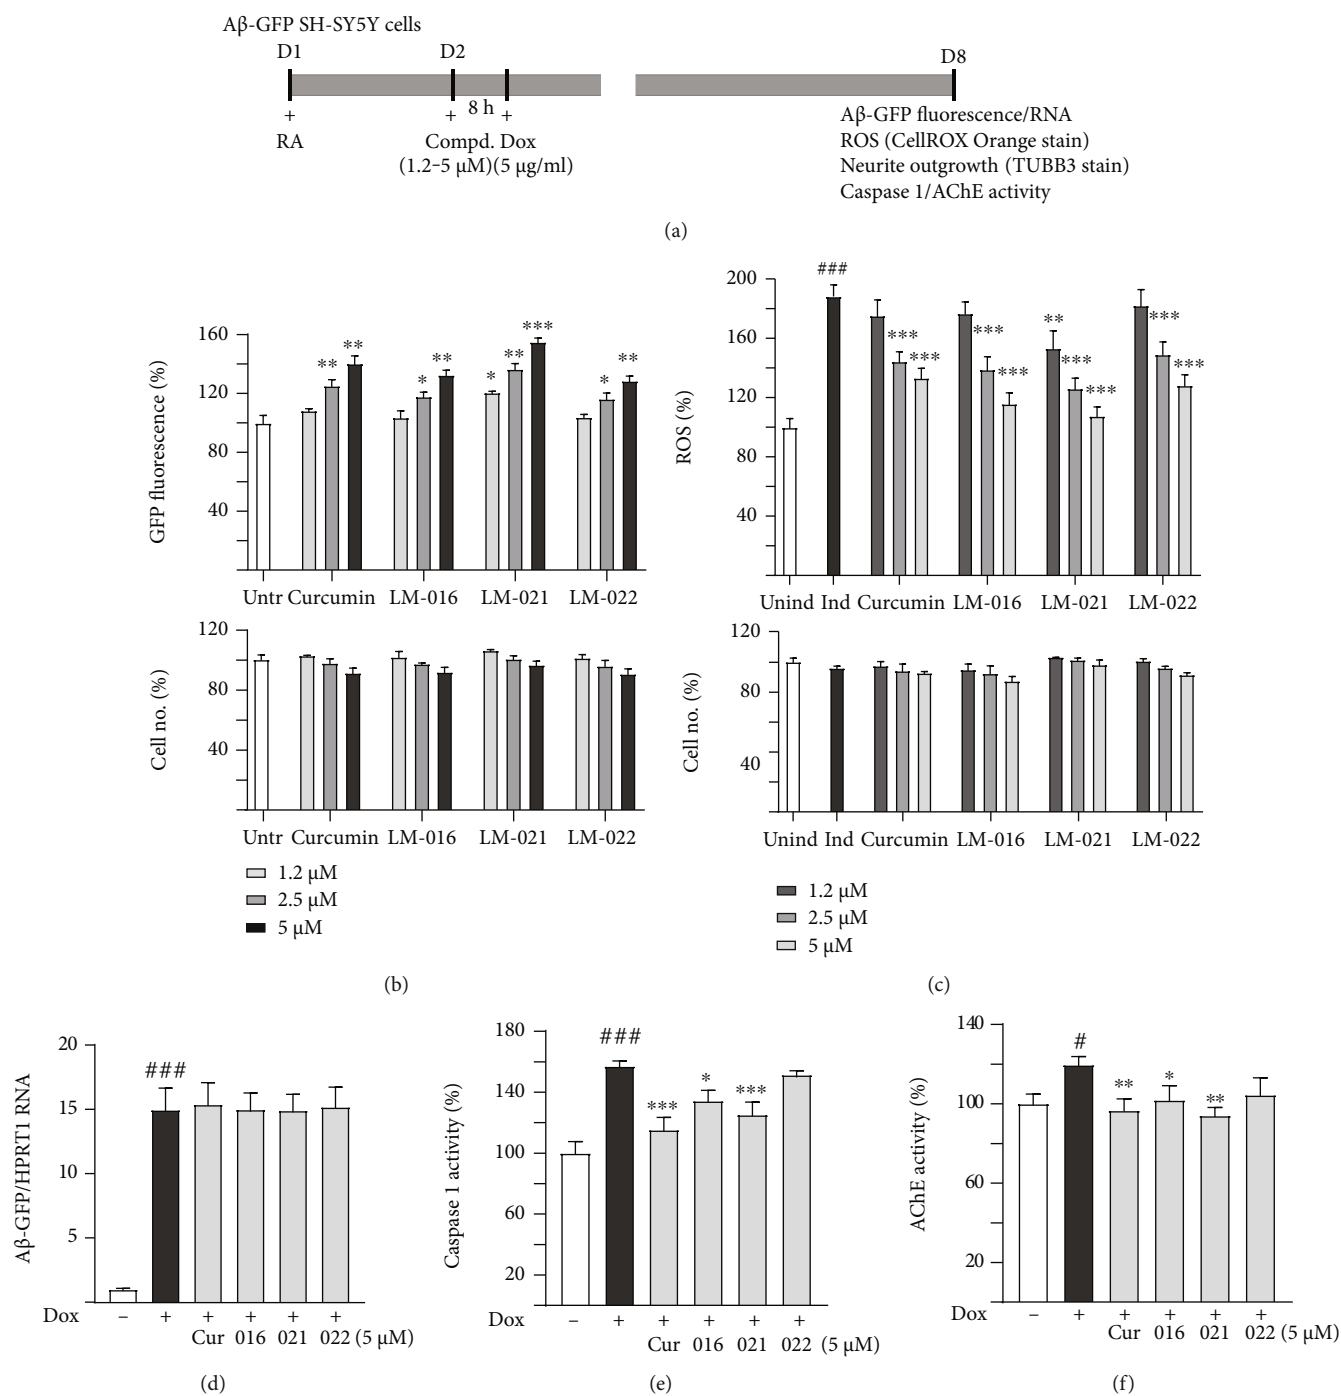 Aβ-GFP SH-SY5Y cells
D1 D2 D8
8 h
+ + +
RA Compd. Dox
(1.2–5 μM)(5 μg/ml)
Aβ-GFP fluorescence/RNA
ROS (CellROX Orange stain)
Neurite outgrowth (TUBB3 stain)
Caspase 1/AChE activity
(a)
GFP fluorescence (%)
160
120
80
40
** ** * ** * ** *** * **
Untr Curcumin LM-016 LM-021 LM-022
Cell no. (%)
120
80
40
Untr Curcumin LM-016 LM-021 LM-022
1.2 μM
2.5 μM
5 μM
(b)
ROS (%)
200
160
120
80
40
### *** *** *** *** ** *** *** *** ***
Unind Ind Curcumin LM-016 LM-021 LM-022
Cell no. (%)
120
80
40
Unind Ind Curcumin LM-016 LM-021 LM-022
1.2 μM
2.5 μM
5 μM
(c)
Aβ-GFP/HPRT1 RNA
20
15
10
5
###
Dox – + + + + +
Cur 016 021 022 (5 μM)
(d)
Caspase 1 activity (%)
180
140
100
60
20
### *** * ***
Dox – + + + + +
Cur 016 021 022 (5 μM)
(e)
AChE activity (%)
140
100
60
20
# ** * **
Dox – + + + + +
Cur 016 021 022 (5 μM)
(f)